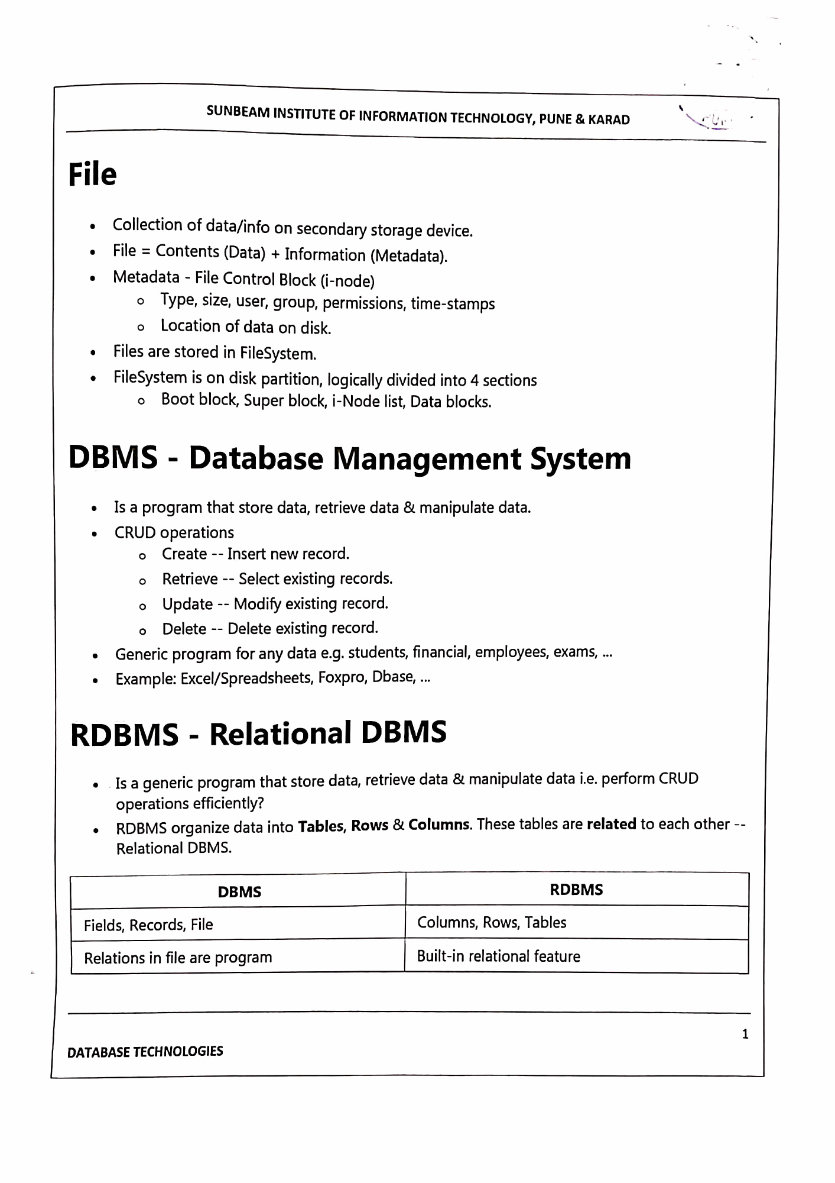 SUNBEAM INSTITUTE OF INFORMATION TECHNOLOGY, PUNE & KARAD
File
• Collection of data/info on secondary storage device.
• File = Contents (Data) + Information (Metadata).
• Metadata - File Control Block (i-node)
o Type, size, user, group, permissions, time-stamps
o Location of data on disk.
• Files are stored in FileSystem.
• FileSystem is on disk partition, logically divided into 4 sections
o Boot block, Super block, i-Node list, Data blocks.
DBMS - Database Management System
• Is a program that store data, retrieve data & manipulate data.
• CRUD operations
o Create -- Insert new record.
o Retrieve -- Select existing records.
o Update -- Modify existing record.
o Delete -- Delete existing record.
• Generic program for any data e.g. students, financial, employees, exams, ...
• Example: Excel/Spreadsheets, Foxpro, Dbase, ...
RDBMS - Relational DBMS
• Is a generic program that store data, retrieve data & manipulate data i.e. perform CRUD
operations efficiently?
• RDBMS organize data into Tables, Rows & Columns. These tables are related to each other --
Relational DBMS.
DBMS RDBMS
Fields, Records, File Columns, Rows, Tables
Relations in file are program Built-in relational feature
1
DATABASE TECHNOLOGIES